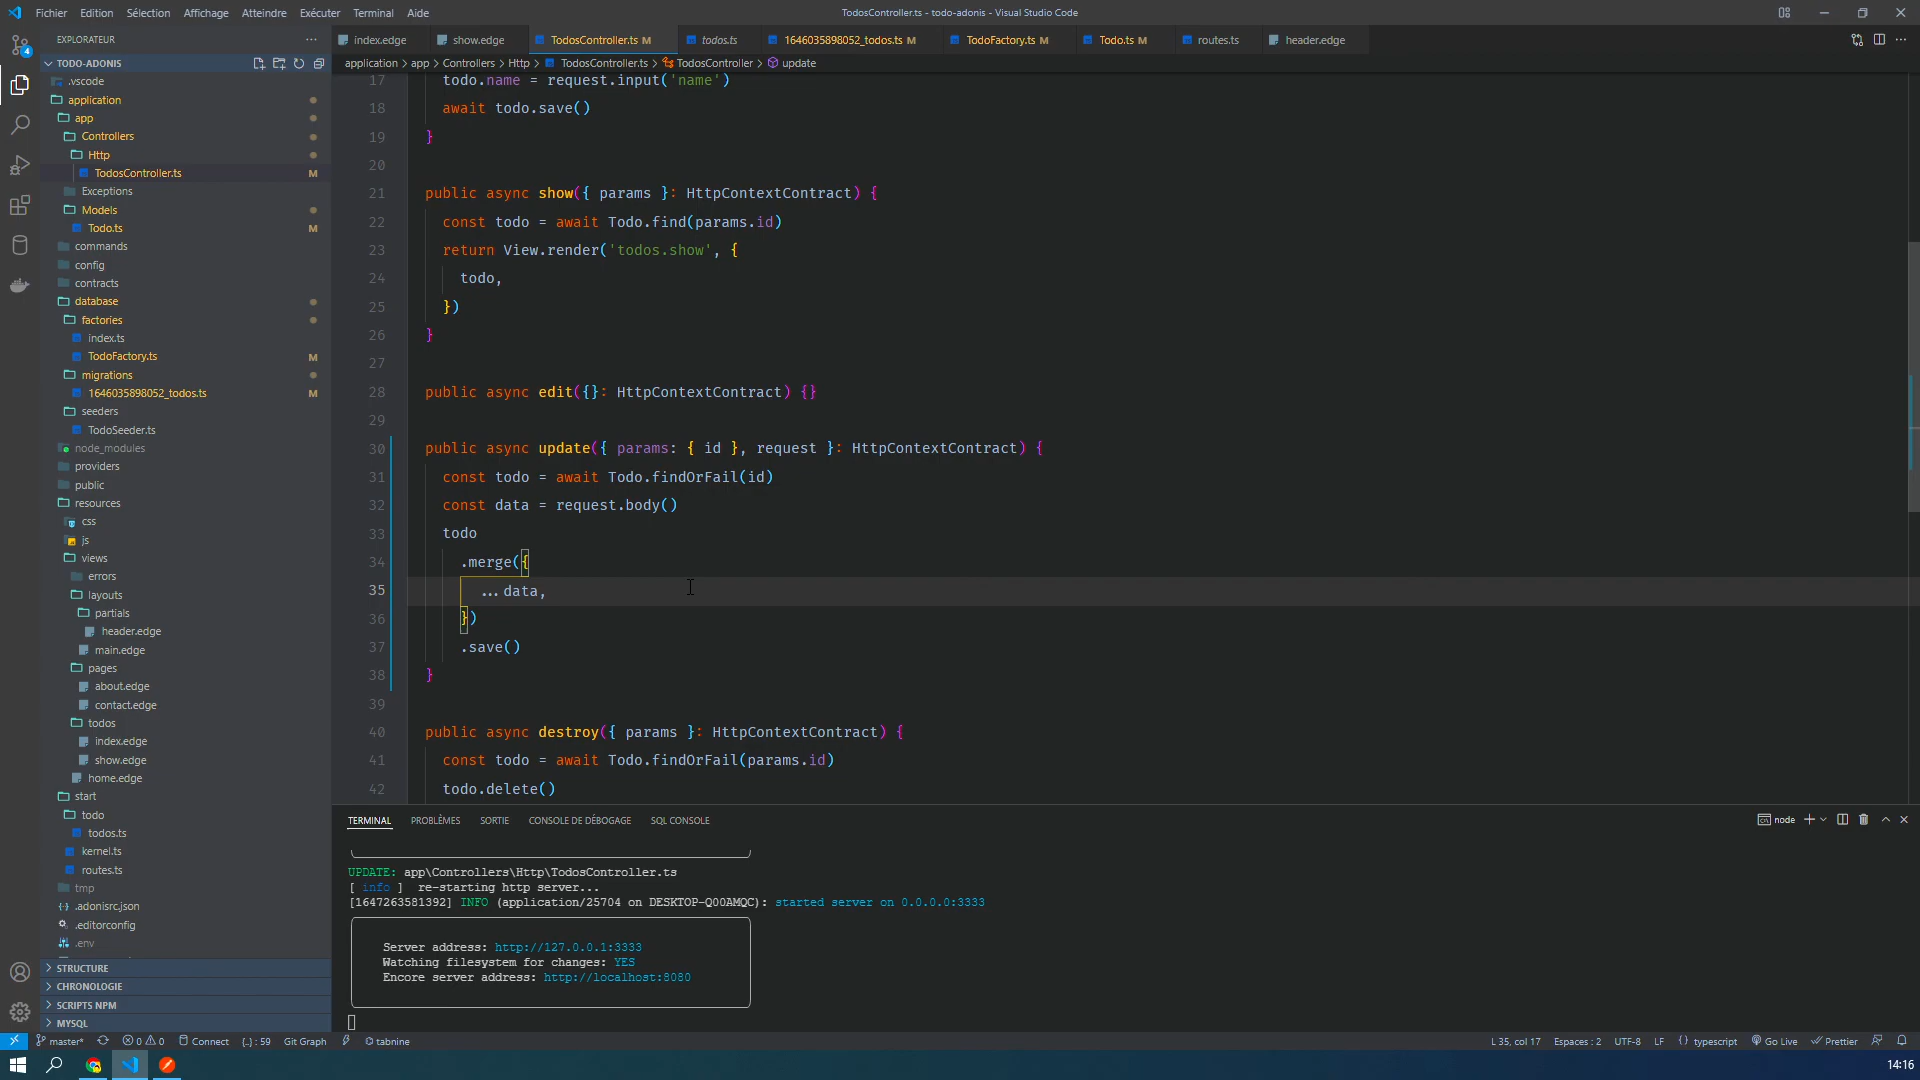 Fichier Edition Sélection Affichage Atteindre Exécuter Terminal Aide
TodosController.ts - todo-adonis - Visual Studio Code
EXPLORATEUR
TODO-ADONIS
.vscode
application
app
Controllers
Http
TodosController.ts M
Exceptions
Models
Todo.ts M
commands
config
contracts
database
factories
index.ts
TodoFactory.ts M
migrations
1646035898052_todos.ts M
seeders
TodoSeeder.ts
node_modules
providers
public
resources
css
js
views
errors
layouts
partials
header.edge
main.edge
pages
about.edge
contact.edge
todos
index.edge
show.edge
home.edge
start
todo
todos.ts
kernel.ts
routes.ts
tmp
.adonisrc.json
.editorconfig
.env
STRUCTURE
CHRONOLOGIE
SCRIPTS NPM
MYSQL
index.edge show.edge TodosController.ts M todos.ts 1646035898052_todos.ts M TodoFactory.ts M Todo.ts M routes.ts header.edge
application > app > Controllers > Http > TodosController.ts > TodosController > update
17 todo.name = request.input('name')
18 await todo.save()
19 }
20
21 public async show({ params }: HttpContextContract) {
22 const todo = await Todo.find(params.id)
23 return View.render('todos.show', {
24 todo,
25 })
26 }
27
28 public async edit({}: HttpContextContract) {}
29
30 public async update({ params: { id }, request }: HttpContextContract) {
31 const todo = await Todo.findOrFail(id)
32 const data = request.body()
33 todo
34 .merge({
35 ...data,
36 })
37 .save()
38 }
39
40 public async destroy({ params }: HttpContextContract) {
41 const todo = await Todo.findOrFail(params.id)
42 todo.delete()
TERMINAL PROBLÈMES SORTIE CONSOLE DE DÉBOGAGE SQL CONSOLE
node
UPDATE: app\Controllers\Http\TodosController.ts
[ info ] re-starting http server...
[1647263581392] INFO (application/25704 on DESKTOP-Q00AMQC): started server on 0.0.0.0:3333
Server address: http://127.0.0.1:3333
Watching filesystem for changes: YES
Encore server address: http://localhost:8080
4
master* 0 0 Connect {..} : 59 Git Graph tabnine
L 35, col 17 Espaces : 2 UTF-8 LF {} typescript Go Live Prettier
14:16